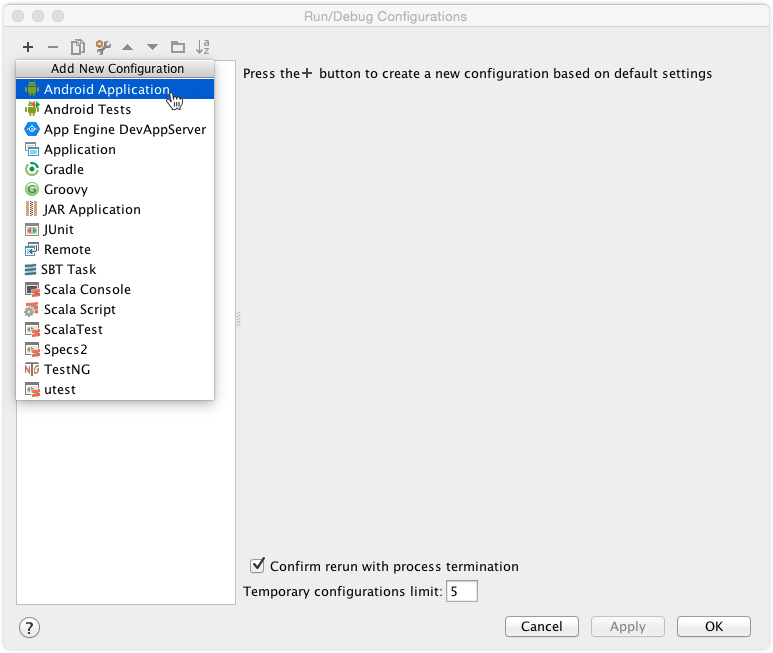 Run/Debug Configurations
Add New Configuration
Press the + button to create a new configuration based on default settings
Android Application
Android Tests
App Engine DevAppServer
Application
Gradle
Groovy
JAR Application
JUnit
Remote
SBT Task
Scala Console
Scala Script
ScalaTest
Specs2
TestNG
utest
Confirm rerun with process termination
Temporary configurations limit: 5
? Cancel Apply OK